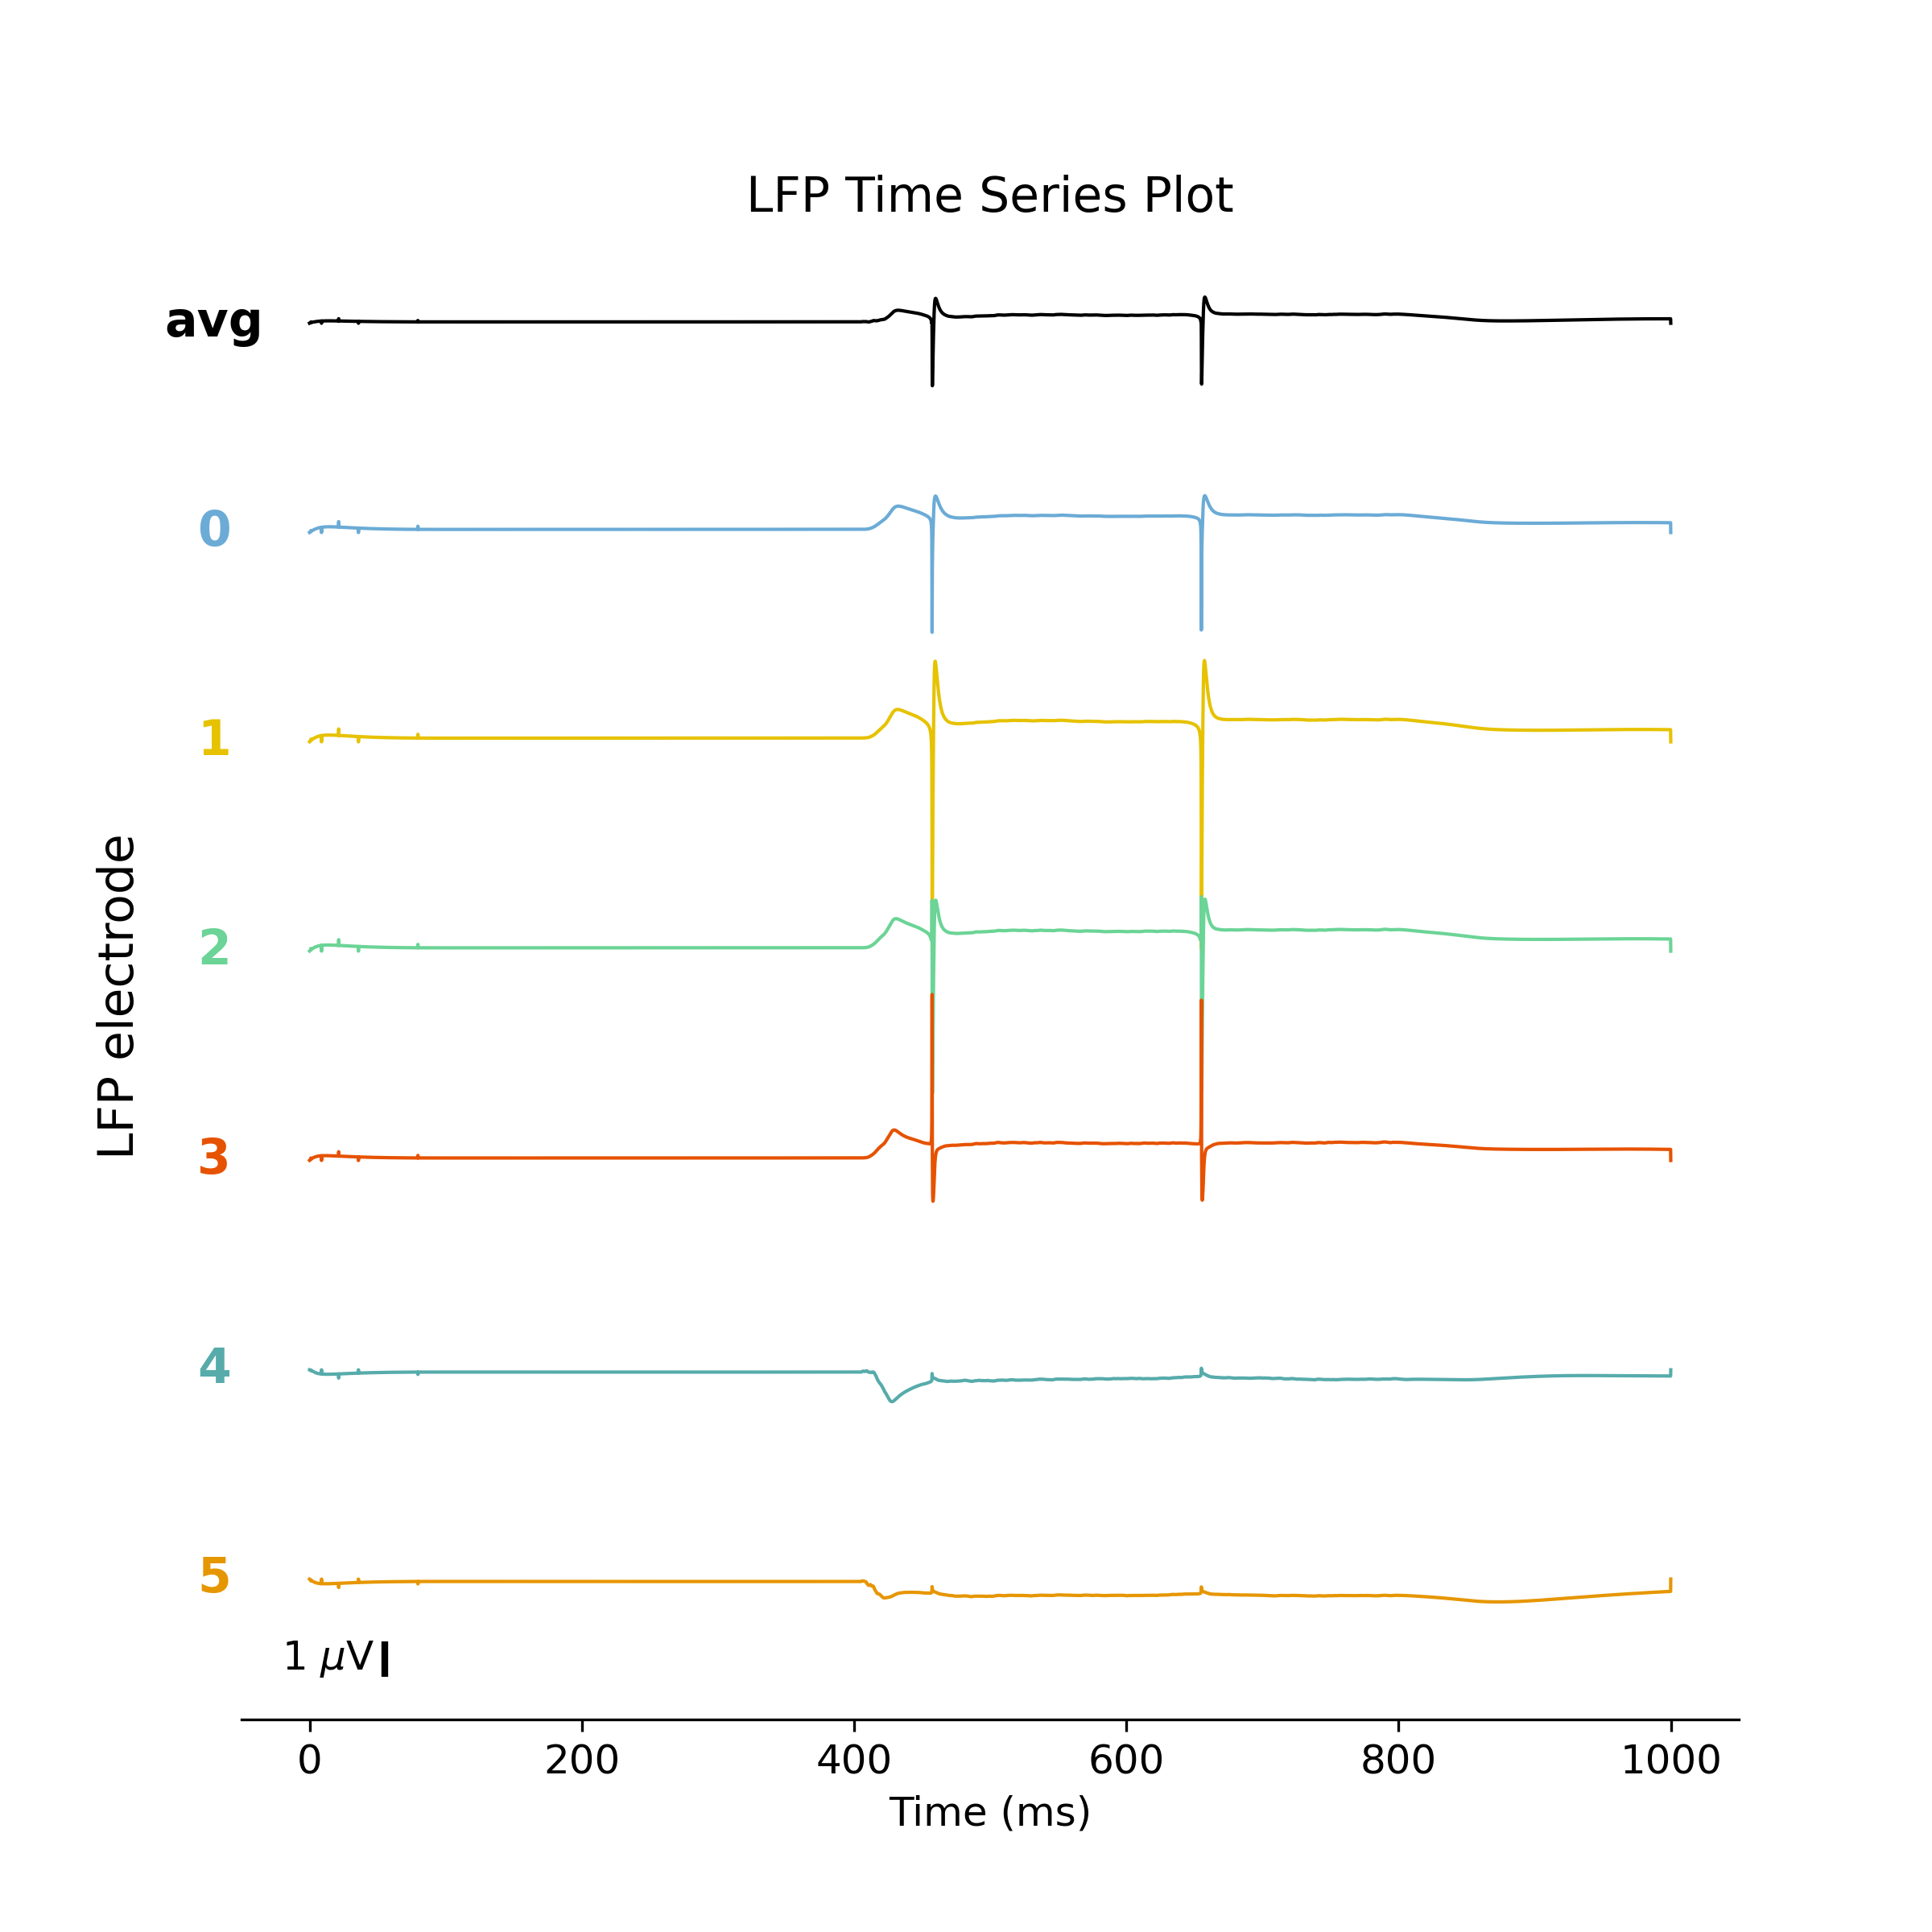 LFP Time Series Plot
avg
0
1
2
3
4
5
LFP electrode
1 μV
0 200 400 600 800 1000
Time (ms)